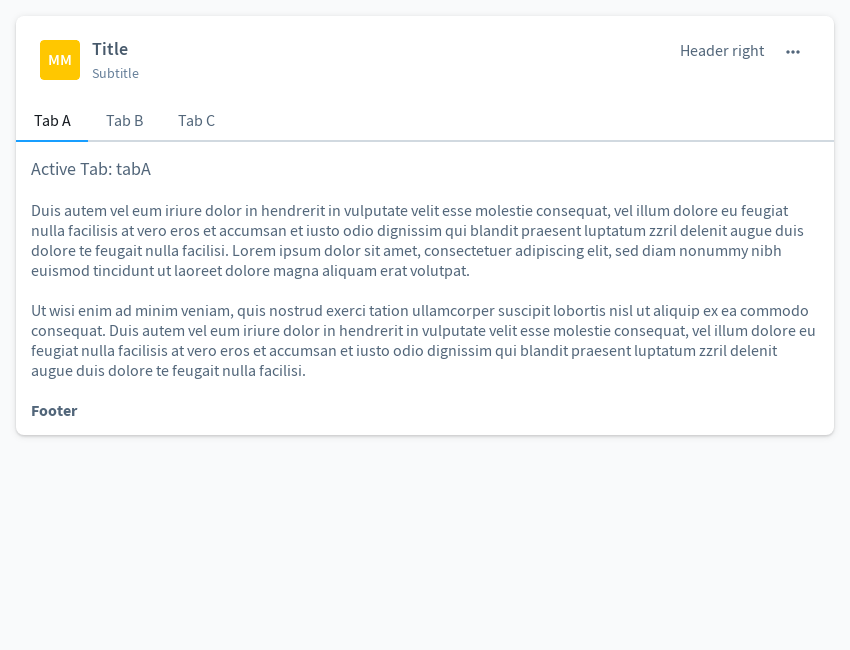 MM
Title
Subtitle
Header right
Tab A
Tab B
Tab C
Active Tab: tabA
Duis autem vel eum iriure dolor in hendrerit in vulputate velit esse molestie consequat, vel illum dolore eu feugiat
nulla facilisis at vero eros et accumsan et iusto odio dignissim qui blandit praesent luptatum zzril delenit augue duis
dolore te feugait nulla facilisi. Lorem ipsum dolor sit amet, consectetuer adipiscing elit, sed diam nonummy nibh
euismod tincidunt ut laoreet dolore magna aliquam erat volutpat.
Ut wisi enim ad minim veniam, quis nostrud exerci tation ullamcorper suscipit lobortis nisl ut aliquip ex ea commodo
consequat. Duis autem vel eum iriure dolor in hendrerit in vulputate velit esse molestie consequat, vel illum dolore eu
feugiat nulla facilisis at vero eros et accumsan et iusto odio dignissim qui blandit praesent luptatum zzril delenit
augue duis dolore te feugait nulla facilisi.
Footer